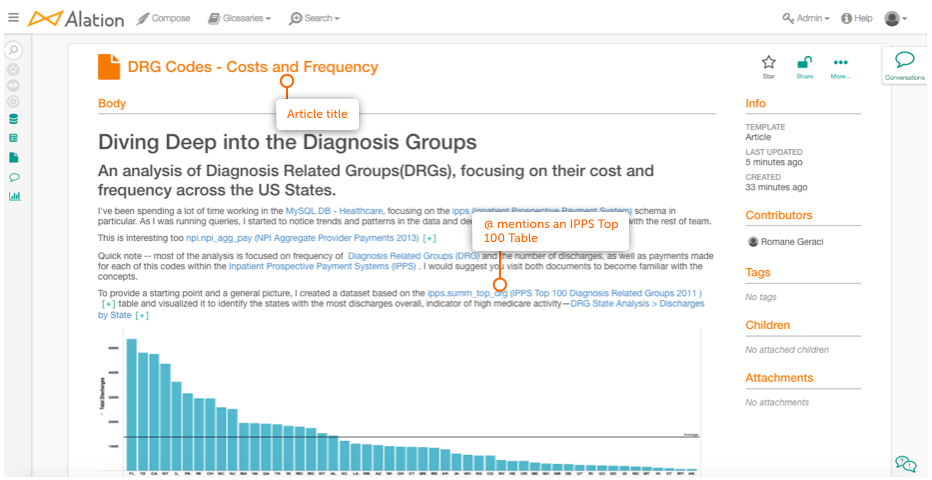 Alation
Compose
Glossaries
Search
Admin
Help
DRG Codes - Costs and Frequency
Star
Share
More...
Conversations
Article title
Body
Diving Deep into the Diagnosis Groups
An analysis of Diagnosis Related Groups(DRGs), focusing on their cost and
frequency across the US States.
I've been spending a lot of time working in the MySQL DB - Healthcare, focusing on the ipps (Inpatient Prospective Payment System) schema in
particular. As I was running queries, I started to notice trends and patterns in the data and with the rest of team.
@ mentions an IPPS Top
100 Table
This is interesting too npi.npi_agg_pay (NPI Aggregate Provider Payments 2013) [+]
Quick note -- most of the analysis is focused on frequency of Diagnosis Related Groups (DRG) and the number of discharges, as well as payments made
for each of this codes within the Inpatient Prospective Payment Systems (IPPS) . I would suggest you visit both documents to become familiar with the
concepts.
To provide a starting point and a general picture, I created a dataset based on the ipps.summ_top_drg (IPPS Top 100 Diagnosis Related Groups 2011 )
[+] table and visualized it to identify the states with the most discharges overall, indicator of high medicare activity—DRG State Analysis > Discharges
by State [+]
Total Discharges
Average
Info
TEMPLATE
Article
LAST UPDATED
5 minutes ago
CREATED
33 minutes ago
Contributors
Romane Geraci
Tags
No tags
Children
No attached children
Attachments
No attachments